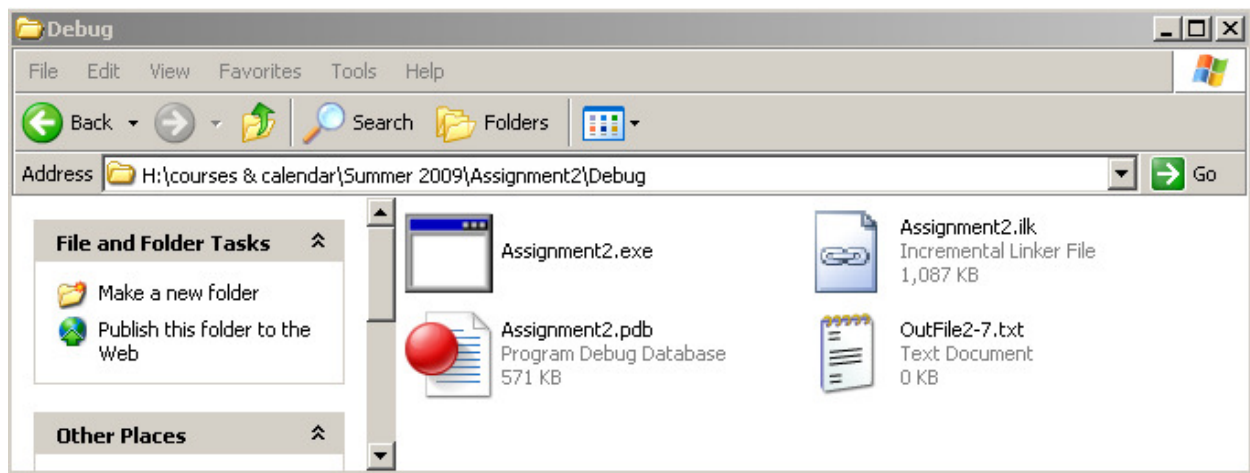 Debug
File Edit View Favorites Tools Help
Back Search Folders
Address H:\courses & calendar\Summer 2009\Assignment2\Debug Go
File and Folder Tasks
Make a new folder
Publish this folder to the
Web
Other Places
Assignment2.exe
Assignment2.ilk
Incremental Linker File
1,087 KB
Assignment2.pdb
Program Debug Database
571 KB
OutFile2-7.txt
Text Document
0 KB